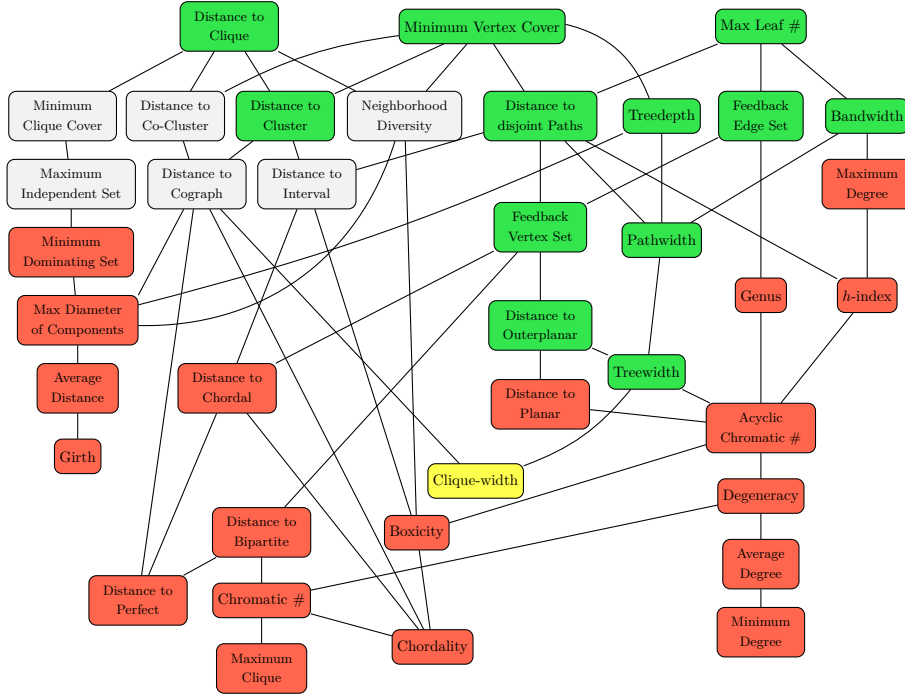 Distance to
Clique
Minimum Vertex Cover
Max Leaf #
Minimum
Clique Cover
Distance to
Co-Cluster
Distance to
Cluster
Neighborhood
Diversity
Distance to
disjoint Paths
Treedepth
Feedback
Edge Set
Bandwidth
Maximum
Independent Set
Distance to
Cograph
Distance to
Interval
Maximum
Degree
Minimum
Dominating Set
Feedback
Vertex Set
Pathwidth
Max Diameter
of Components
Genus
h-index
Distance to
Outerplanar
Average
Distance
Distance to
Chordal
Treewidth
Distance to
Planar
Acyclic
Chromatic #
Girth
Clique-width
Degeneracy
Distance to
Bipartite
Boxicity
Average
Degree
Distance to
Perfect
Chromatic #
Minimum
Degree
Chordality
Maximum
Clique